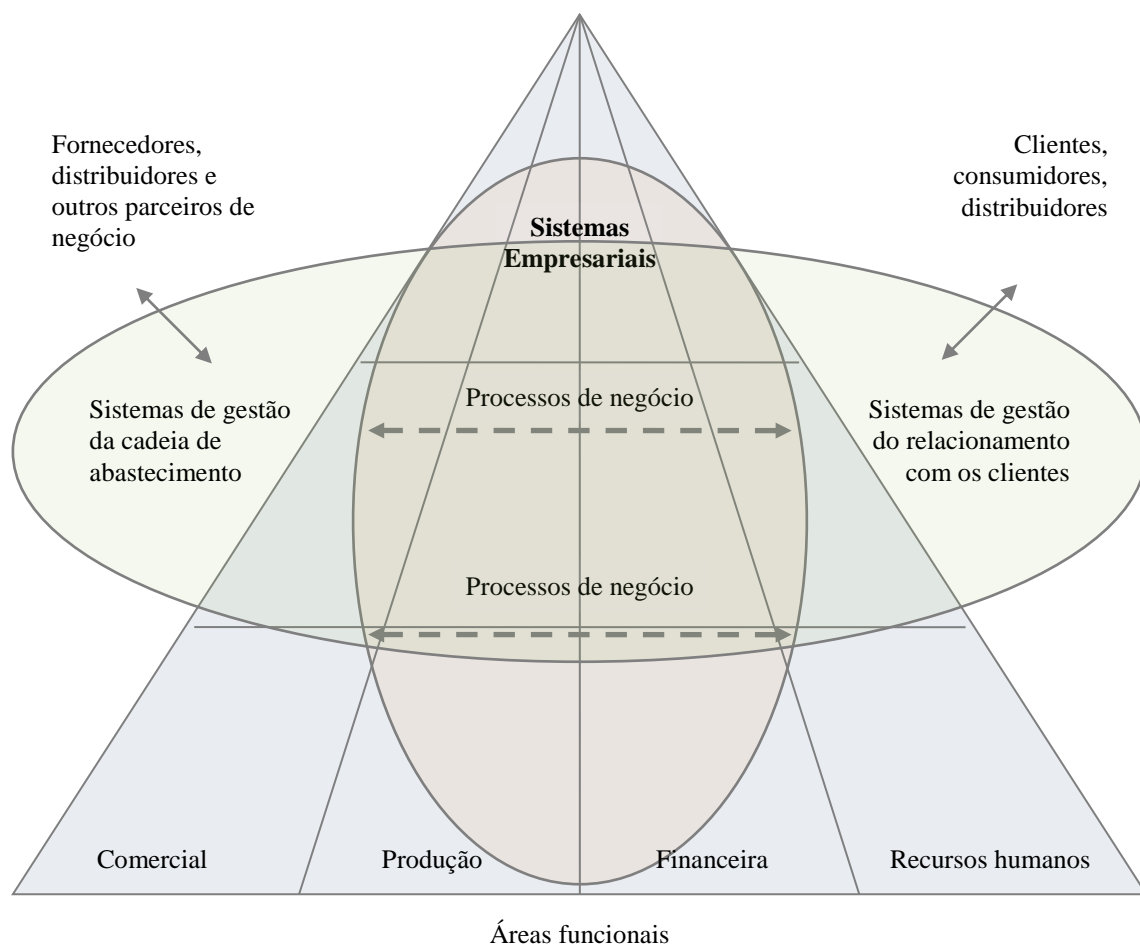 Fornecedores,
distribuidores e
outros parceiros de
negócio
Clientes,
consumidores,
distribuidores
Sistemas
Empresariais
Sistemas de gestão
da cadeia de
abastecimento
Processos de negócio
Sistemas de gestão
do relacionamento
com os clientes
Processos de negócio
Comercial
Produção
Financeira
Recursos humanos
Áreas funcionais